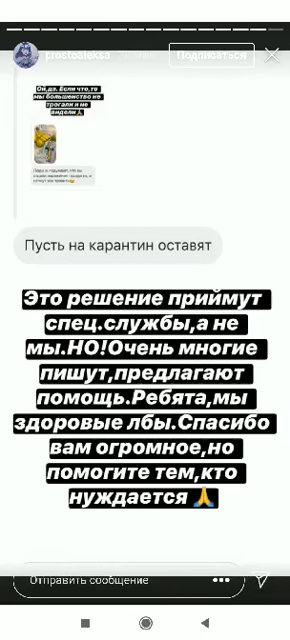 prostoaleksa
Подписаться
Ой,да. Если что,то
мы большинство не
трогали и не
видели🙏
Пусть на карантин оставят
Это решение приймут
спец.службы,а не
мы.НО!Очень многие
пишут,предлагают
помощь.Ребята,мы
здоровые лбы.Спасибо
вам огромное,но
помогите тем,кто
нуждается 🙏
Отправить сообщение